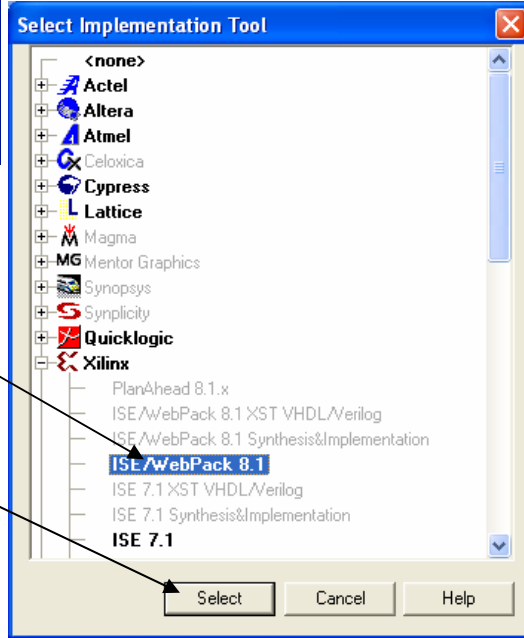 Select Implementation Tool
<none>
Actel
Altera
Atmel
Celoxica
Cypress
Lattice
Magma
MG Mentor Graphics
Synopsys
Synplicity
Quicklogic
Xilinx
PlanAhead 8.1.x
ISE/WebPack 8.1 XST VHDL/Verilog
ISE/WebPack 8.1 Synthesis&Implementation
ISE/WebPack 8.1
ISE 7.1 XST VHDL/Verilog
ISE 7.1 Synthesis&Implementation
ISE 7.1
Select Cancel Help